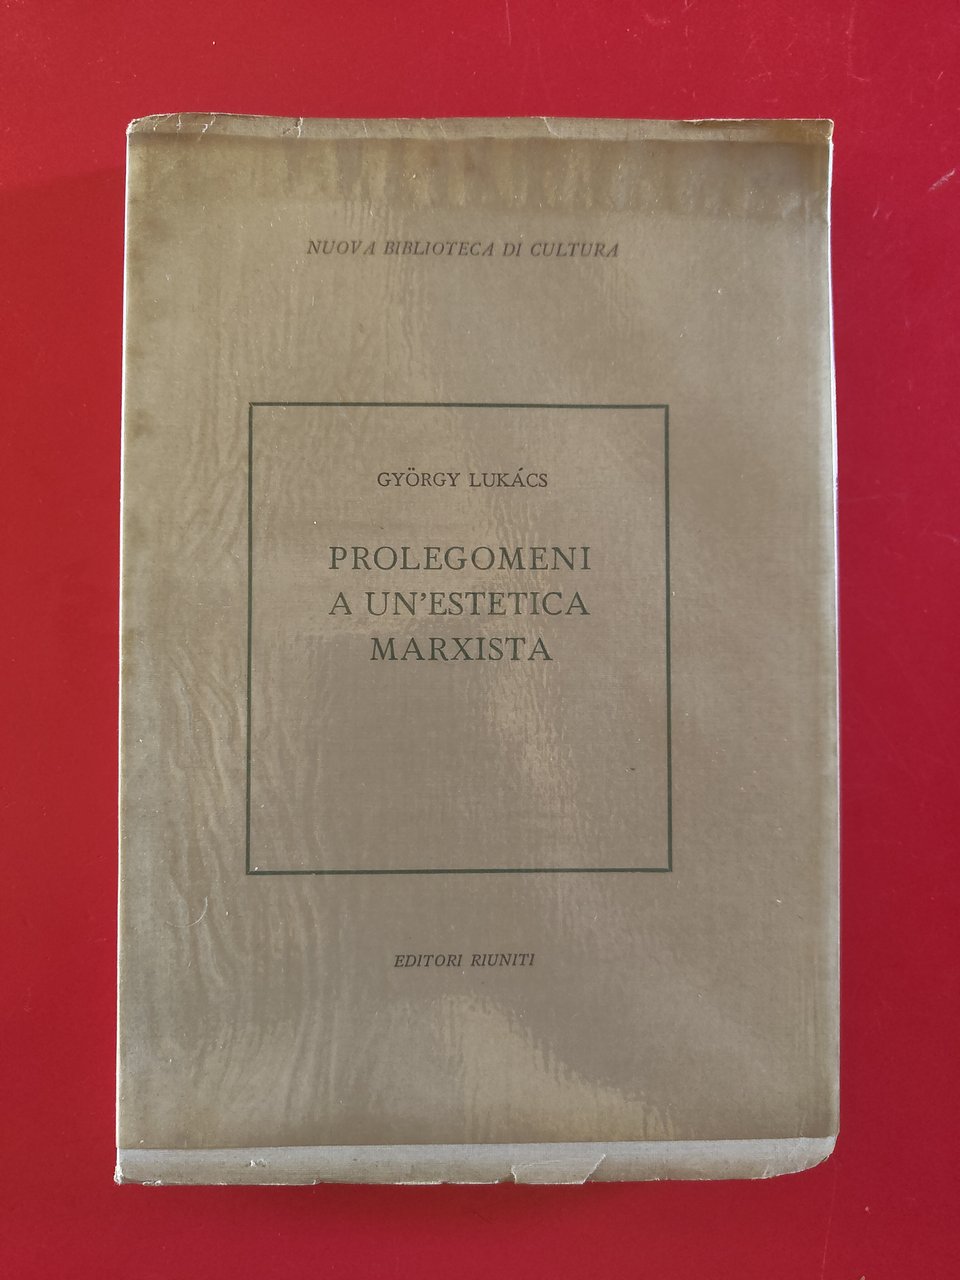 NUOVA BIBLIOTECA DI CULTURA
GYÖRGY LUKÁCS
PROLEGOMENI
A UN'ESTETICA
MARXISTA
EDITORI RIUNITI